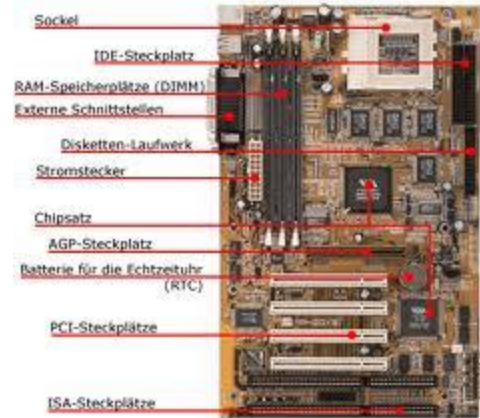 Sockel
IDE-Steckplatz
RAM-Speicherplätze (DIMM)
Externe Schnittstellen
Disketten-Laufwerk
Stromstecker
Chipsatz
AGP-Steckplatz
Batterie für die Echtzeituhr
(RTC)
PCI-Steckplätze
ISA-Steckplätze